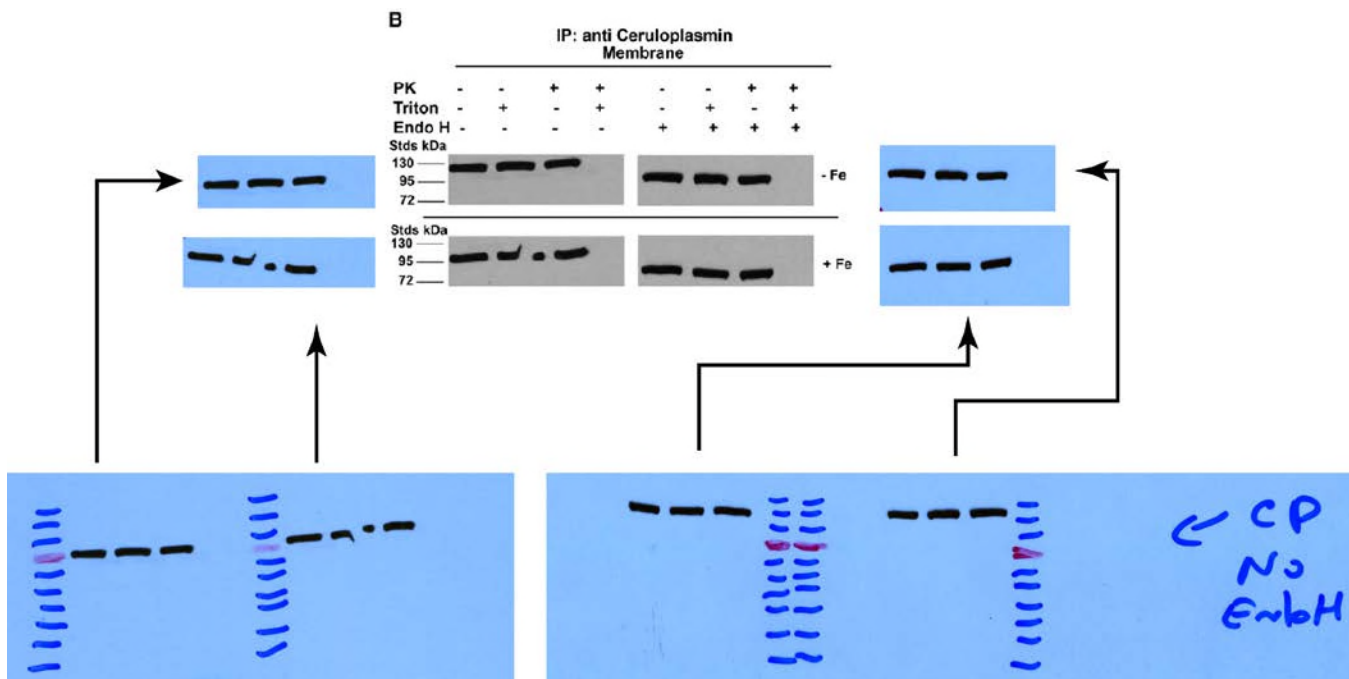 B
IP: anti Ceruloplasmin
Membrane
PK - - + + - - + +
Triton - + - + - + - +
Endo H - - - - + + + +
Stds kDa
130
95
72
- Fe
Stds kDa
130
95
72
+ Fe
CP
No
EndoH